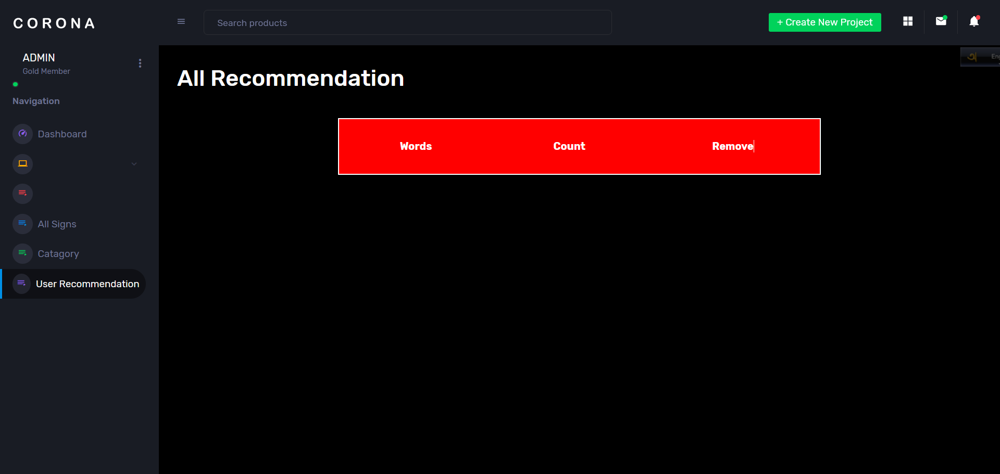 CORONA
Search products
+ Create New Project
ADMIN
Gold Member
Navigation
Dashboard
All Signs
Catagory
User Recommendation
All Recommendation
Words Count Remove
অ